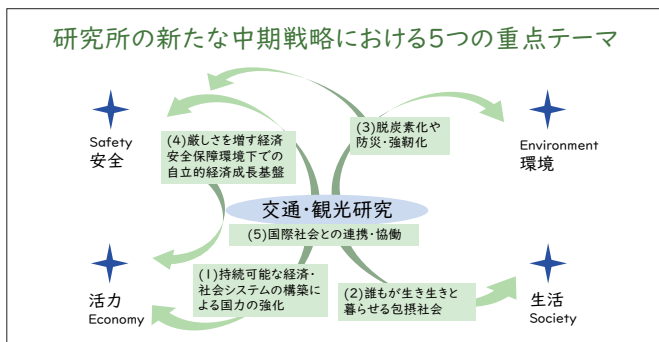 研究所の新たな中期戦略における5つの重点テーマ
Safety
安全
(4)厳しさを増す経済
安全保障環境下での
自立的経済成長基盤
(3)脱炭素化や
防災・強靭化
Environment
環境
交通・観光研究
(5)国際社会との連携・協働
活力
Economy
(1)持続可能な経済・
社会システムの構築に
よる国力の強化
(2)誰もが生き生きと
暮らせる包摂社会
生活
Society